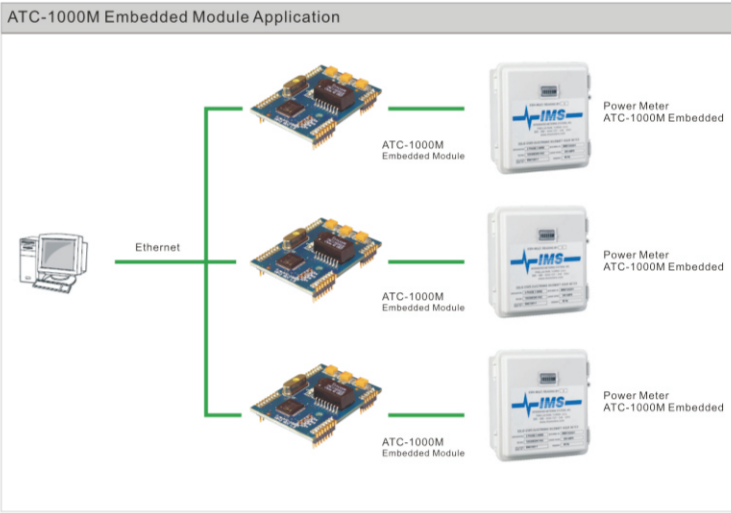 ATC-1000M Embedded Module Application
Power Meter
ATC-1000M Embedded
IMS
ATC-1000M
Embedded Module
Ethernet
Power Meter
ATC-1000M Embedded
IMS
ATC-1000M
Embedded Module
Power Meter
ATC-1000M Embedded
IMS
ATC-1000M
Embedded Module